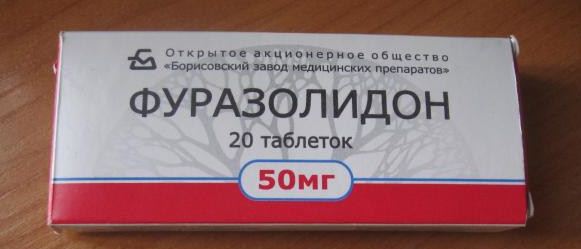 Открытое акционерное общество
«Борисовский завод медицинских препаратов»
ФУРАЗОЛИДОН
20 таблеток
50мг